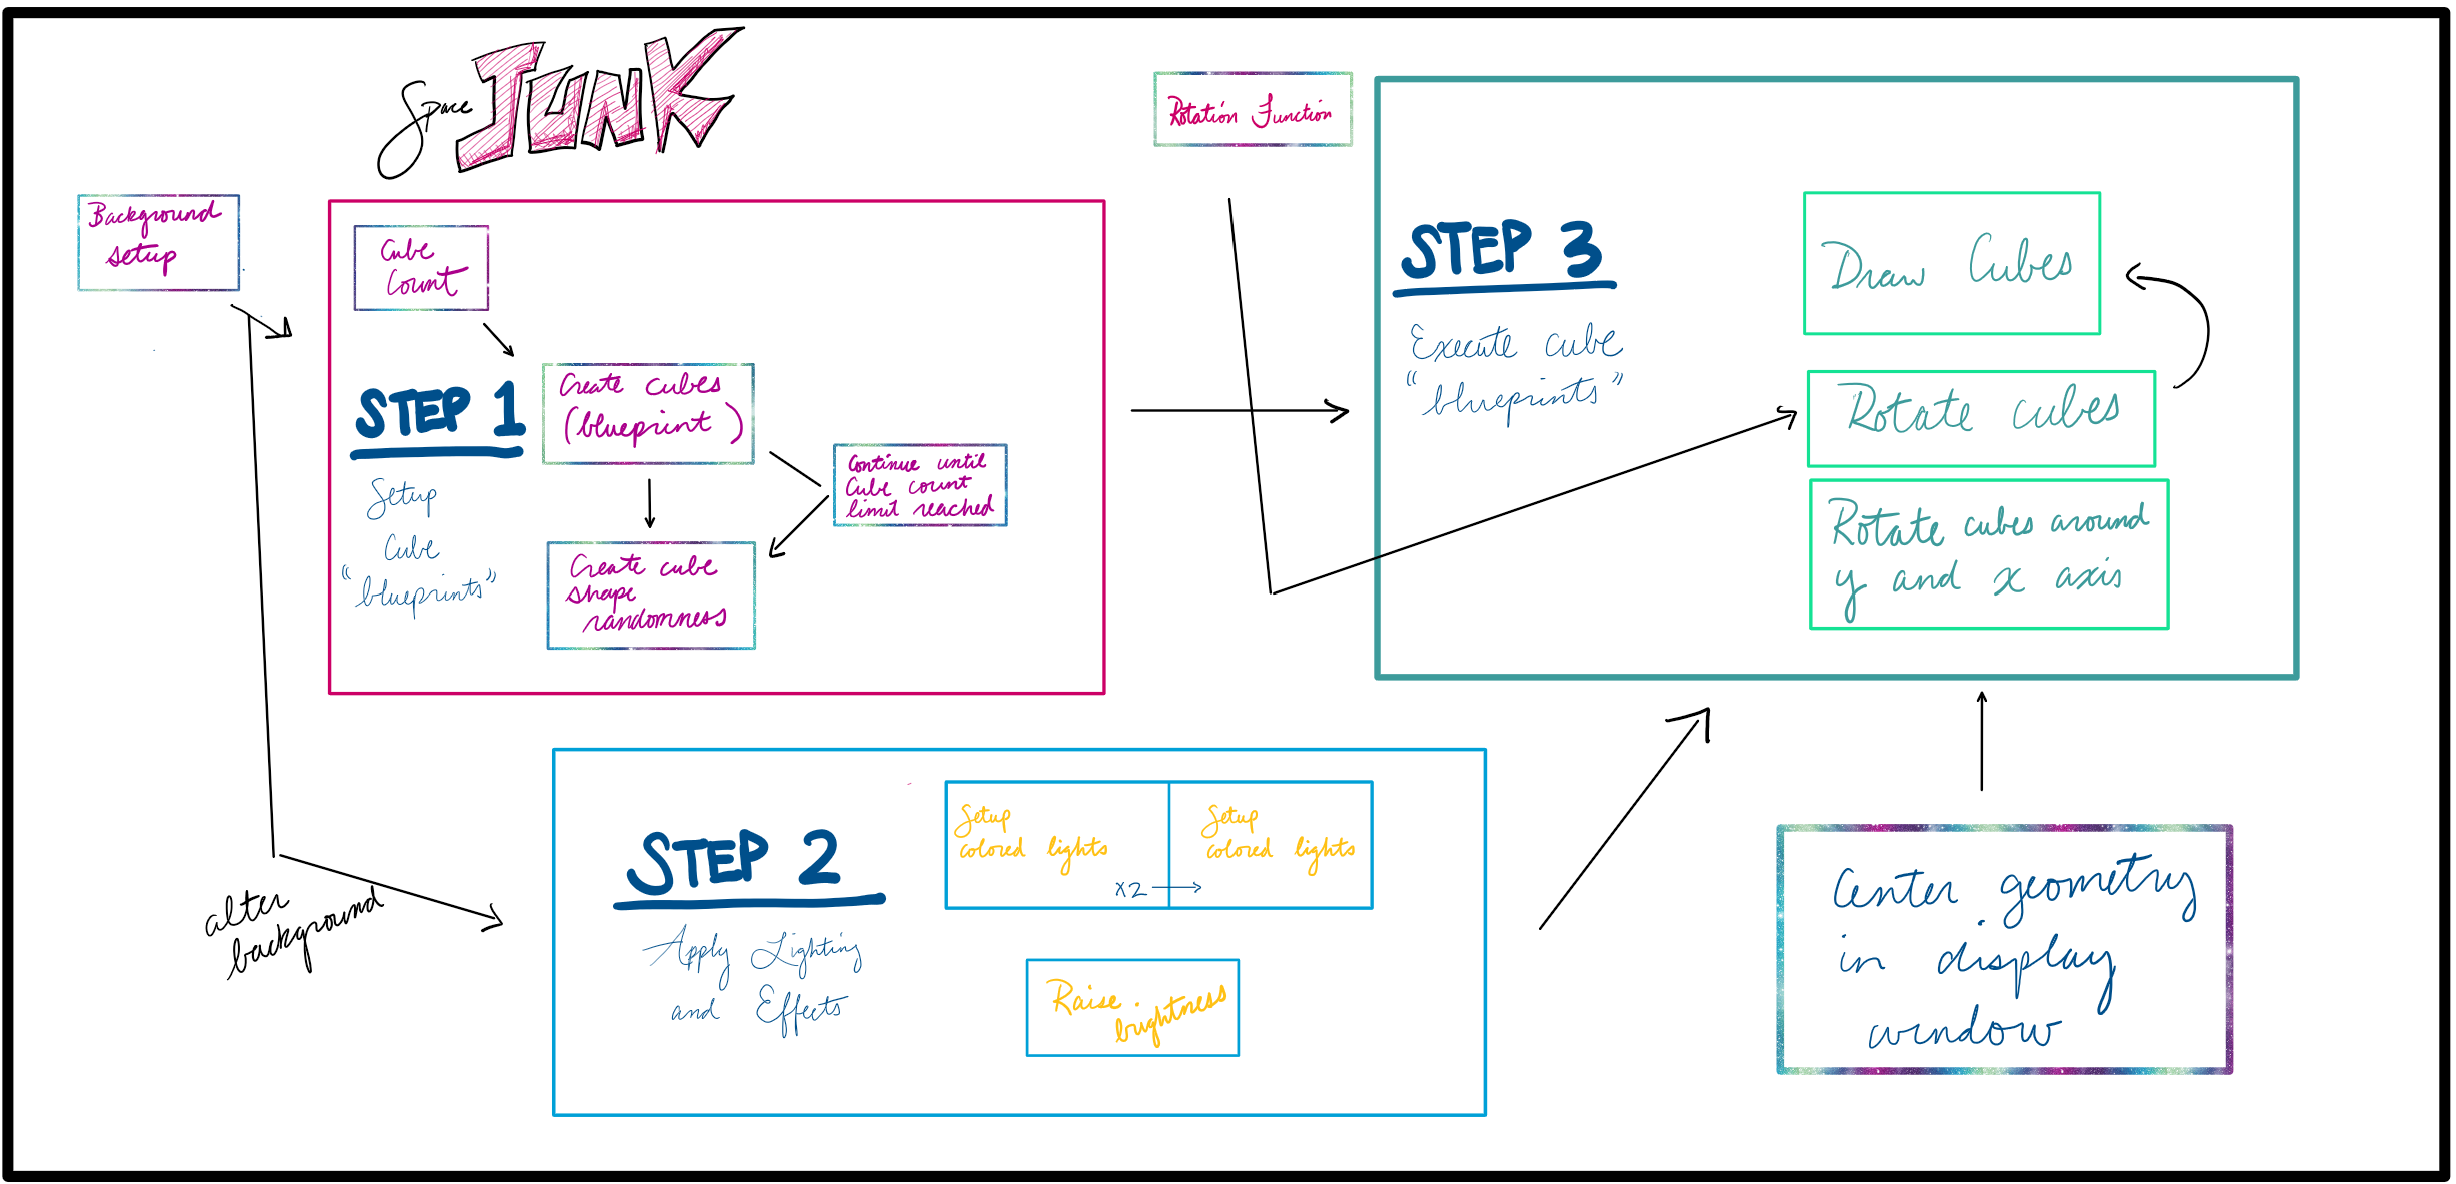 Space JUNK
Background
setup
Cube
Count
STEP 1
Setup
Cube
"blueprints"
Create cubes
(blueprint)
Continue until
Cube count
limit reached
Create cube
shape
randomness
alter
background
STEP 2
Apply Lighting
and Effects
Setup
colored lights
x2
Setup
colored lights
Raise
brightness
Rotation Function
STEP 3
Execute cube
"blueprints"
Draw Cubes
Rotate cubes
Rotate cubes around
y and x axis
Center geometry
in display
window